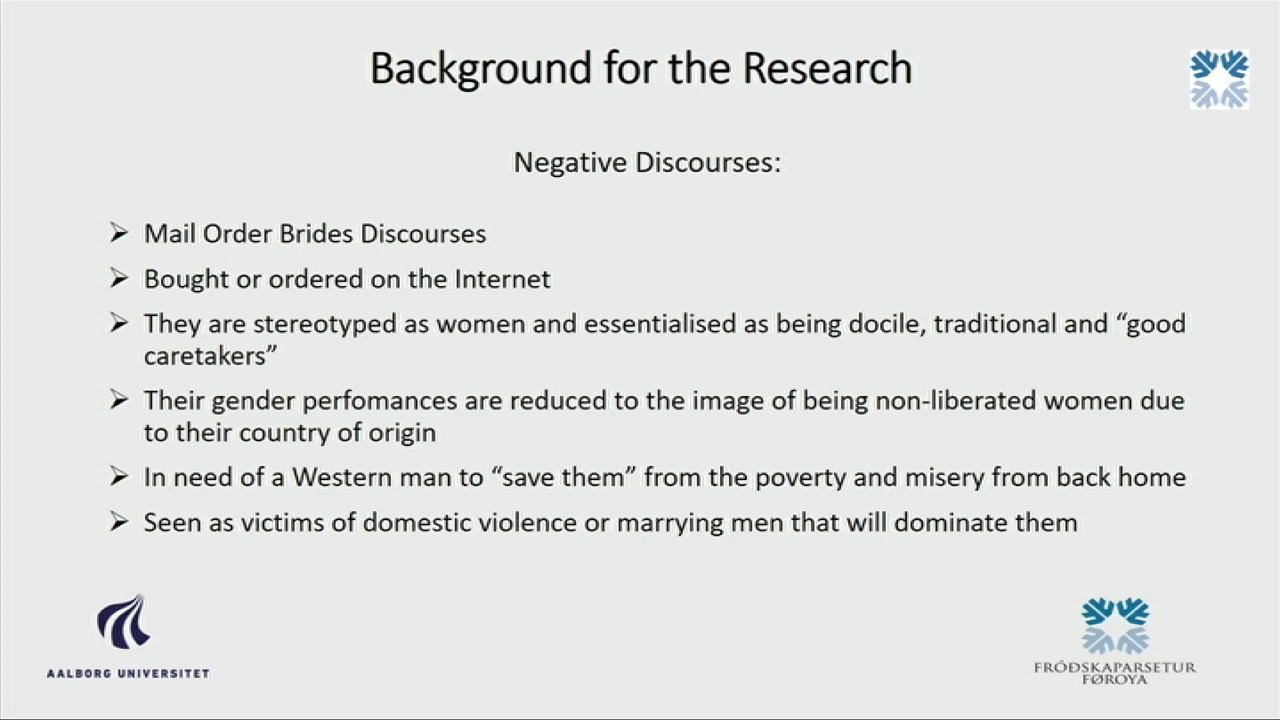 Background for the Research
Negative Discourses:
➢ Mail Order Brides Discourses
➢ Bought or ordered on the Internet
➢ They are stereotyped as women and essentialised as being docile, traditional and “good
caretakers”
➢ Their gender perfomances are reduced to the image of being non-liberated women due
to their country of origin
➢ In need of a Western man to “save them” from the poverty and misery from back home
➢ Seen as victims of domestic violence or marrying men that will dominate them
AALBORG UNIVERSITET
FRÓÐSKAPARSETUR
FØROYA